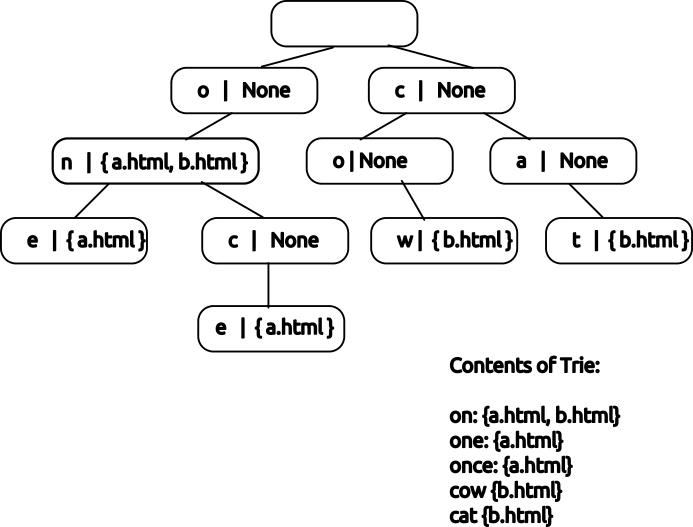 o | None
c | None
n | {a.html, b.html}
o|None
a | None
e | {a.html}
c | None
w| {b.html}
t | {b.html}
e | {a.html}
Contents of Trie:
on: {a.html, b.html}
one: {a.html}
once: {a.html}
cow {b.html}
cat {b.html}